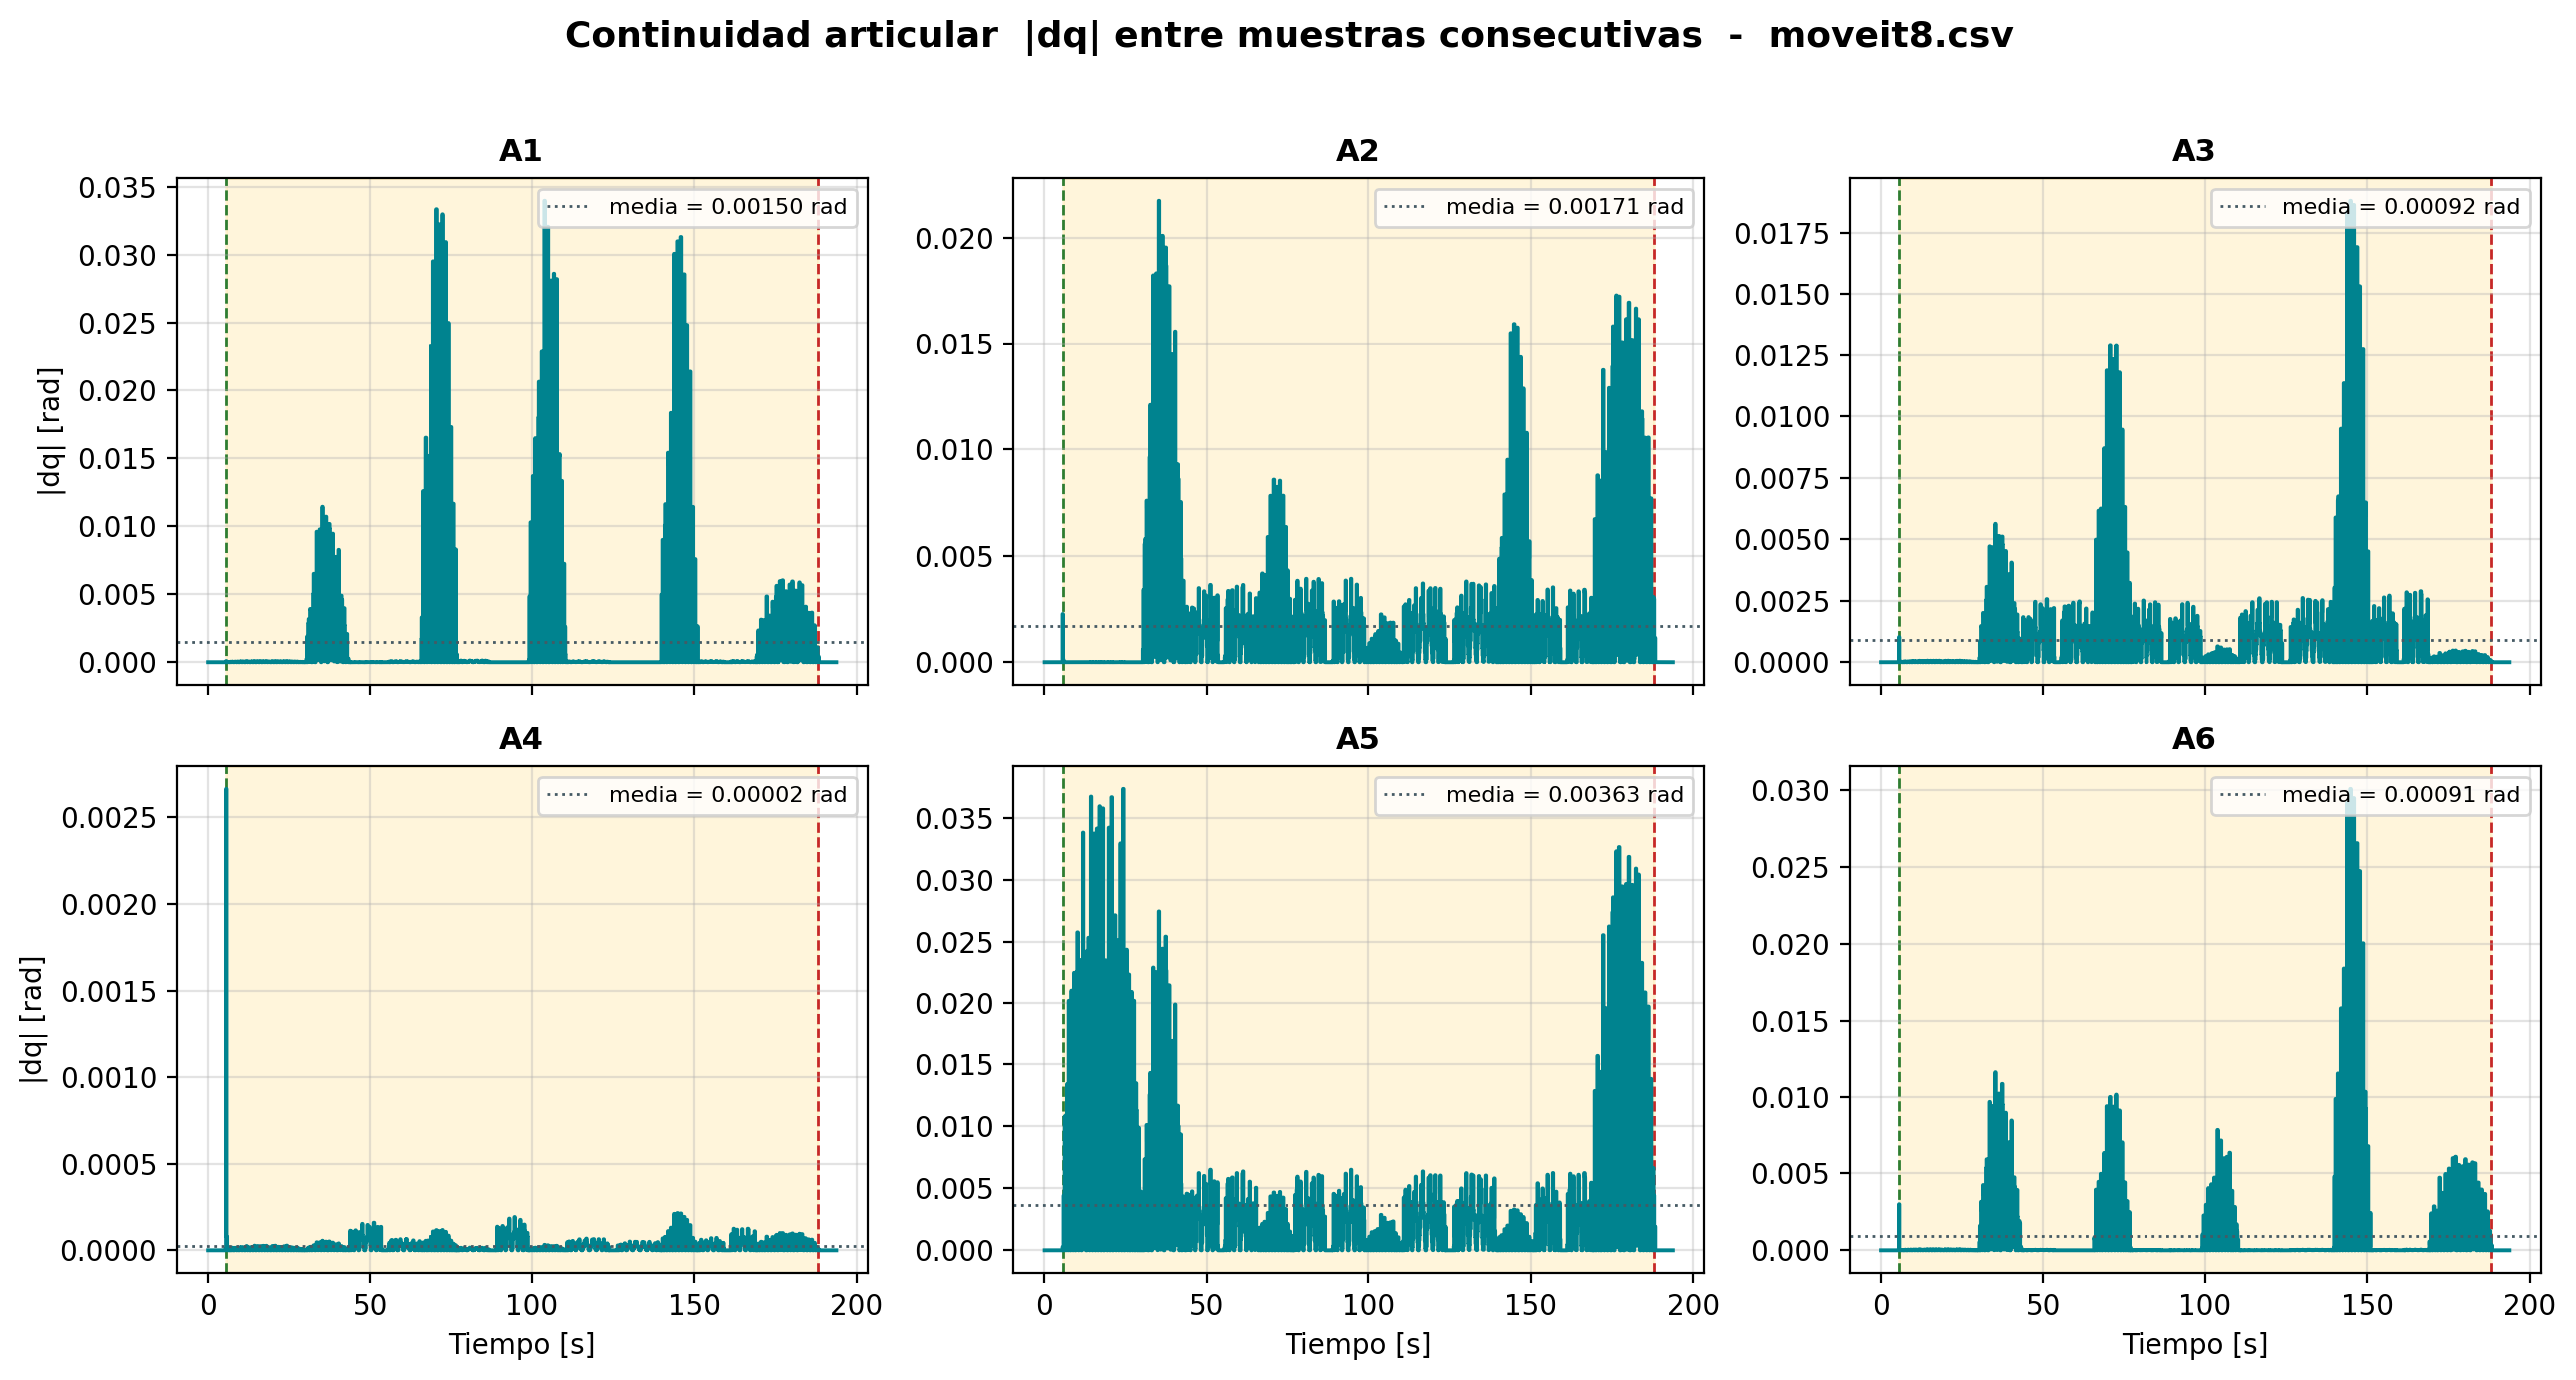 Continuidad articular  |dq| entre muestras consecutivas  -  moveit8.csv
A1
A2
A3
|dq| [rad]
0.035
0.030
0.025
0.020
0.015
0.010
0.005
0.000
media = 0.00150 rad
0.020
0.015
0.010
0.005
0.000
media = 0.00171 rad
0.0175
0.0150
0.0125
0.0100
0.0075
0.0050
0.0025
0.0000
media = 0.00092 rad
A4
A5
A6
|dq| [rad]
0.0025
0.0020
0.0015
0.0010
0.0005
0.0000
media = 0.00002 rad
0 50 100 150 200
Tiempo [s]
0.035
0.030
0.025
0.020
0.015
0.010
0.005
0.000
media = 0.00363 rad
0 50 100 150 200
Tiempo [s]
0.030
0.025
0.020
0.015
0.010
0.005
0.000
media = 0.00091 rad
0 50 100 150 200
Tiempo [s]